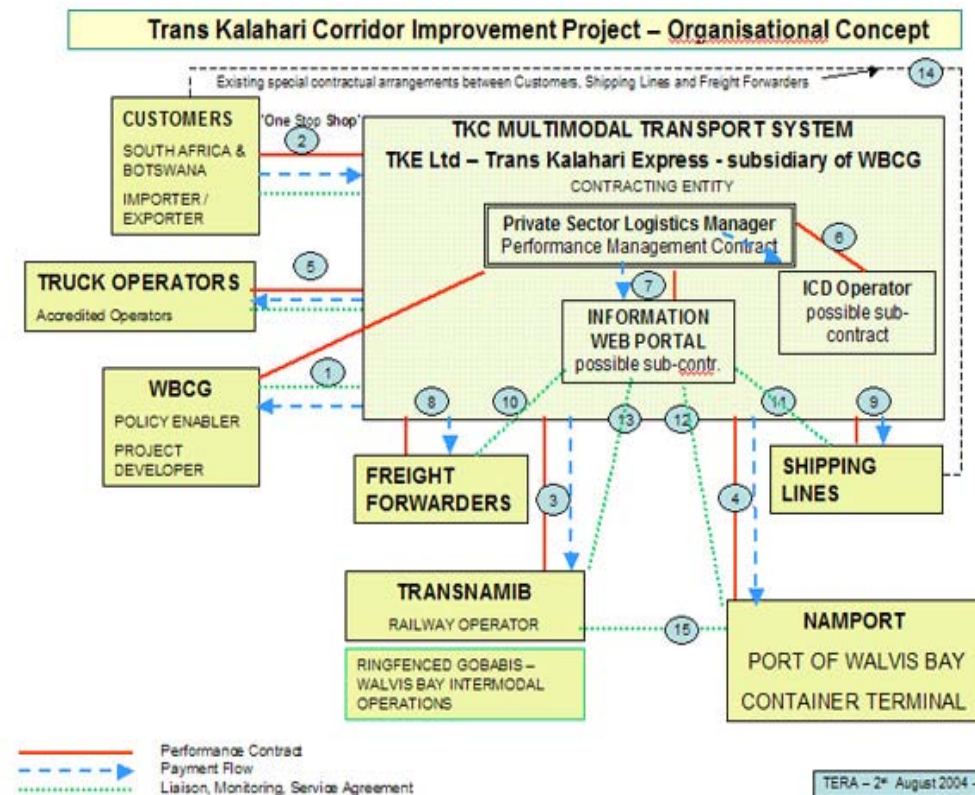 Trans Kalahari Corridor Improvement Project – Organisational Concept
Existing special contractual arrangements between Customers, Shipping Lines and Freight Forwarders
14
CUSTOMERS
SOUTH AFRICA &
BOTSWANA
IMPORTER /
EXPORTER
'One Stop Shop'
2
TKC MULTIMODAL TRANSPORT SYSTEM
TKE Ltd – Trans Kalahari Express - subsidiary of WBCG
CONTRACTING ENTITY
Private Sector Logistics Manager
Performance Management Contract
6
5
TRUCK OPERATORS
Accredited Operators
7
ICD Operator
possible sub-
contract
INFORMATION
WEB PORTAL
possible sub-contr.
1
WBCG
POLICY ENABLER
PROJECT
DEVELOPER
8
10
13
12
11
9
FREIGHT
FORWARDERS
SHIPPING
LINES
3
4
TRANSNAMIB
RAILWAY OPERATOR
15
NAMPORT
PORT OF WALVIS BAY
CONTAINER TERMINAL
RINGFENCED GOBABIS –
WALVIS BAY INTERMODAL
OPERATIONS
Performance Contract
Payment Flow
Liaison, Monitoring, Service Agreement
TERA – 2nd August 2004 -